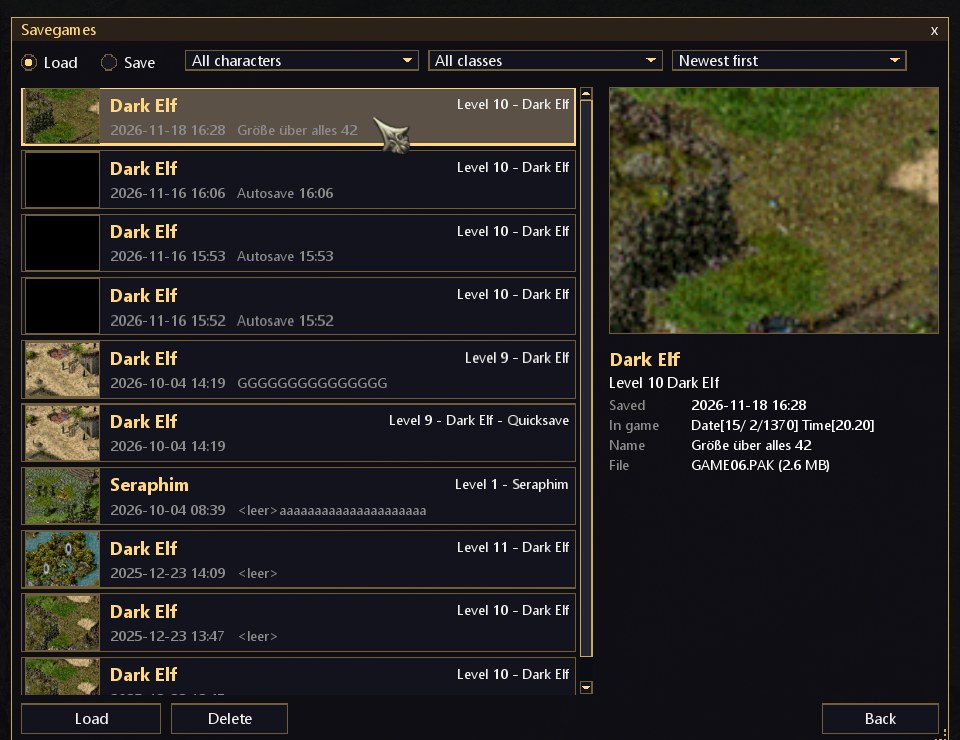 Savegames x
Load Save All characters All classes Newest first
Dark Elf Level 10 - Dark Elf
2026-11-18 16:28 Größe über alles 42
Dark Elf Level 10 - Dark Elf
2026-11-16 16:06 Autosave 16:06
Dark Elf Level 10 - Dark Elf
2026-11-16 15:53 Autosave 15:53
Dark Elf Level 10 - Dark Elf
2026-11-16 15:52 Autosave 15:52
Dark Elf Level 9 - Dark Elf
2026-10-04 14:19 GGGGGGGGGGGGGGG
Dark Elf Level 9 - Dark Elf - Quicksave
2026-10-04 14:19
Seraphim Level 1 - Seraphim
2026-10-04 08:39 <leer>aaaaaaaaaaaaaaaaaaaaa
Dark Elf Level 11 - Dark Elf
2025-12-23 14:09 <leer>
Dark Elf Level 10 - Dark Elf
2025-12-23 13:47 <leer>
Dark Elf Level 10 - Dark Elf
Dark Elf
Level 10 Dark Elf
Saved 2026-11-18 16:28
In game Date[15/ 2/1370] Time[20.20]
Name Größe über alles 42
File GAME06.PAK (2.6 MB)
Load Delete Back